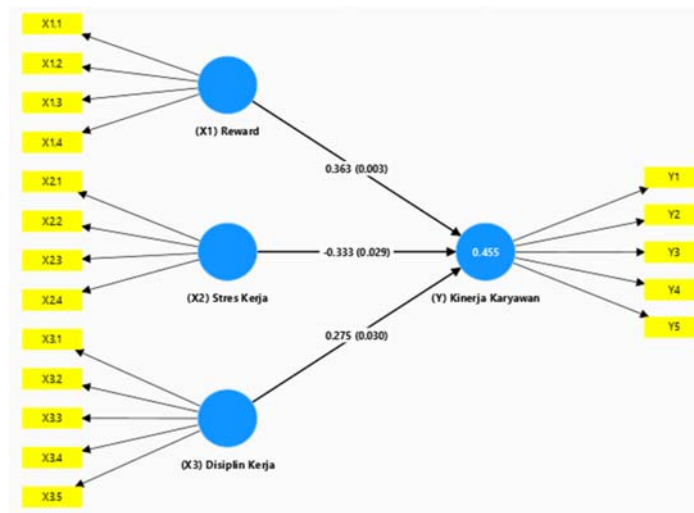 X1.1
X1.2
X1.3
X1.4
(X1) Reward
0.363 (0.003)
X2.1
X2.2
X2.3
X2.4
(X2) Stres Kerja
-0.333 (0.029)
0.455
(Y) Kinerja Karyawan
Y1
Y2
Y3
Y4
Y5
0.275 (0.030)
X3.1
X3.2
X3.3
X3.4
X3.5
(X3) Disiplin Kerja